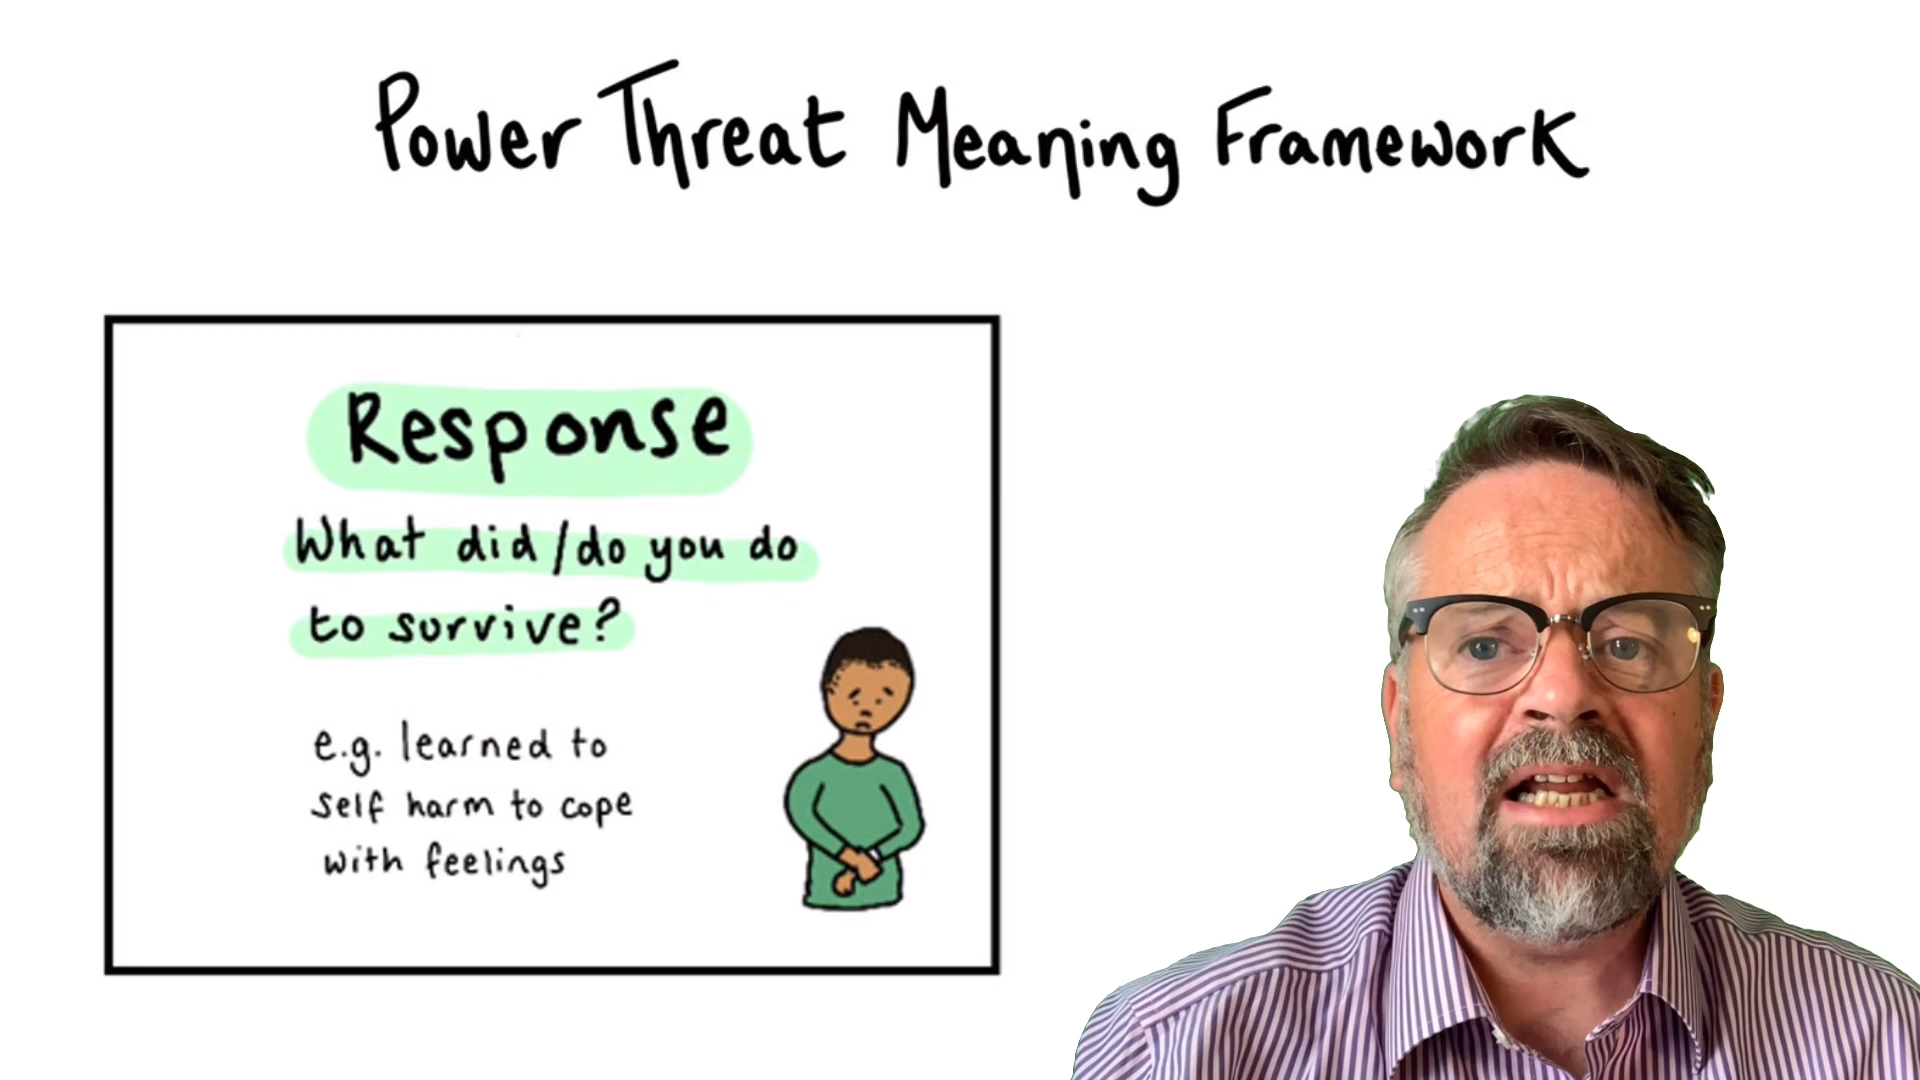 Power Threat Meaning Framework
Response
What did/do you do
to survive?
e.g. learned to
self harm to cope
with feelings